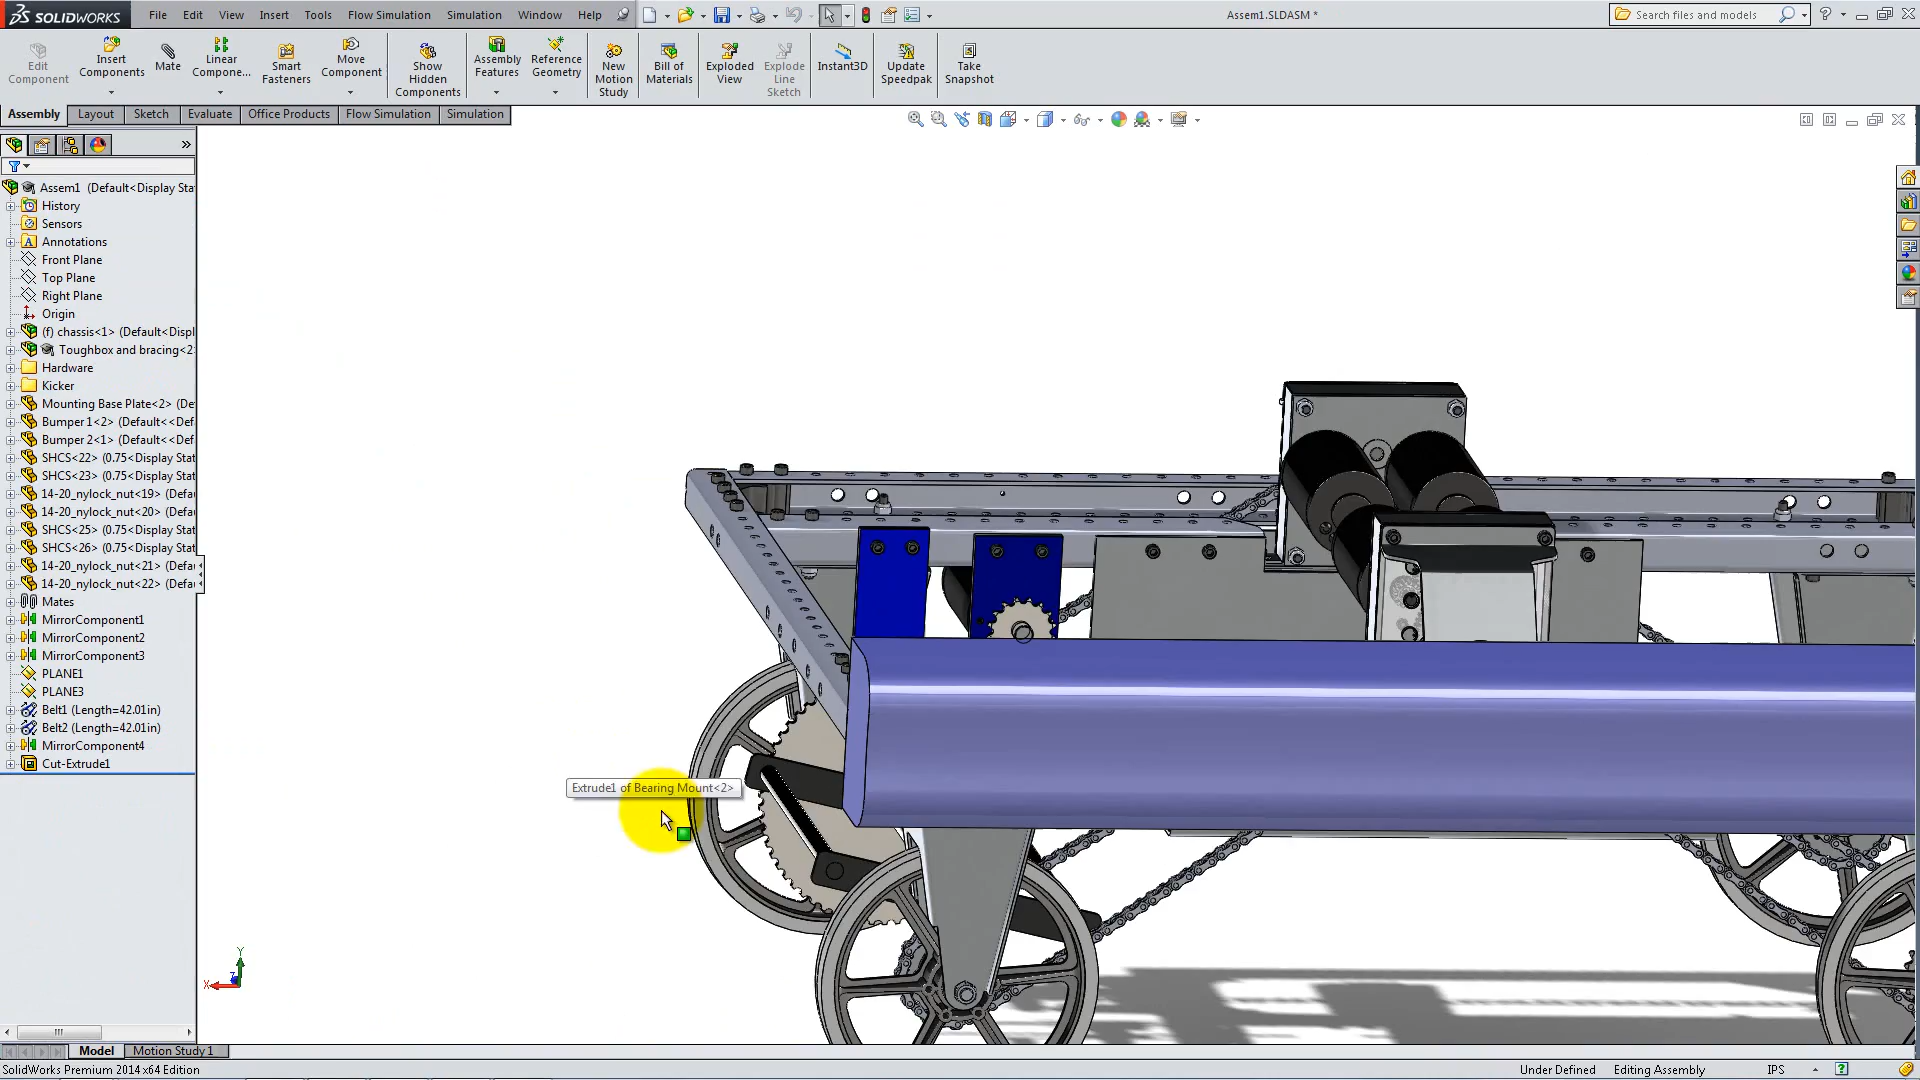 SOLIDWORKS File Edit View Insert Tools Flow Simulation Simulation Window Help Assem1.SLDASM * Search files and models
Edit Component
Insert Components
Mate
Linear Compone...
Smart Fasteners
Move Component
Show Hidden Components
Assembly Features
Reference Geometry
New Motion Study
Bill of Materials
Exploded View
Explode Line Sketch
Instant3D
Update Speedpak
Take Snapshot
Assembly Layout Sketch Evaluate Office Products Flow Simulation Simulation
Assem1 (Default<Display Sta
History
Sensors
Annotations
Front Plane
Top Plane
Right Plane
Origin
(f) chassis<1> (Default<Displ
Toughbox and bracing<2
Hardware
Kicker
Mounting Base Plate<2> (De
Bumper 1<2> (Default<<Def
Bumper 2<1> (Default<<Def
SHCS<22> (0.75<Display Stat
SHCS<23> (0.75<Display Stat
14-20_nylock_nut<19> (Defau
14-20_nylock_nut<20> (Defau
SHCS<25> (0.75<Display Stat
SHCS<26> (0.75<Display Stat
14-20_nylock_nut<21> (Defau
14-20_nylock_nut<22> (Defau
Mates
MirrorComponent1
MirrorComponent2
MirrorComponent3
PLANE1
PLANE3
Belt1 (Length=42.01in)
Belt2 (Length=42.01in)
MirrorComponent4
Cut-Extrude1
Extrude1 of Bearing Mount<2>
Y
X Z
Model Motion Study 1
SolidWorks Premium 2014 x64 Edition Under Defined Editing Assembly IPS